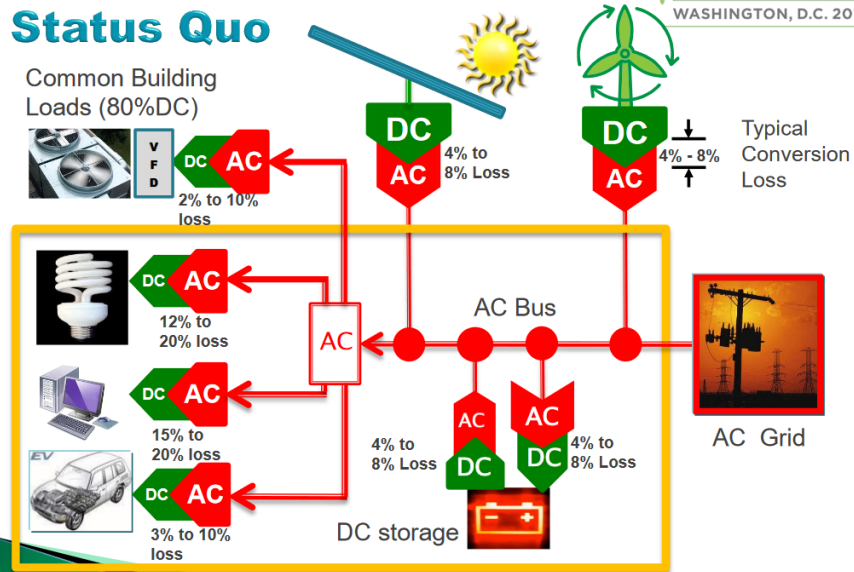 Status Quo
WASHINGTON, D.C. 20
Common Building
Loads (80%DC)
V
F
D
DC
AC
2% to 10%
loss
DC
AC
4% to
8% Loss
DC
AC
4% - 8%
Typical
Conversion
Loss
DC
AC
12% to
20% loss
DC
AC
15% to
20% loss
EV
DC
AC
3% to 10%
loss
AC
AC Bus
AC
DC
4% to
8% Loss
AC
DC
4% to
8% Loss
DC storage
AC Grid